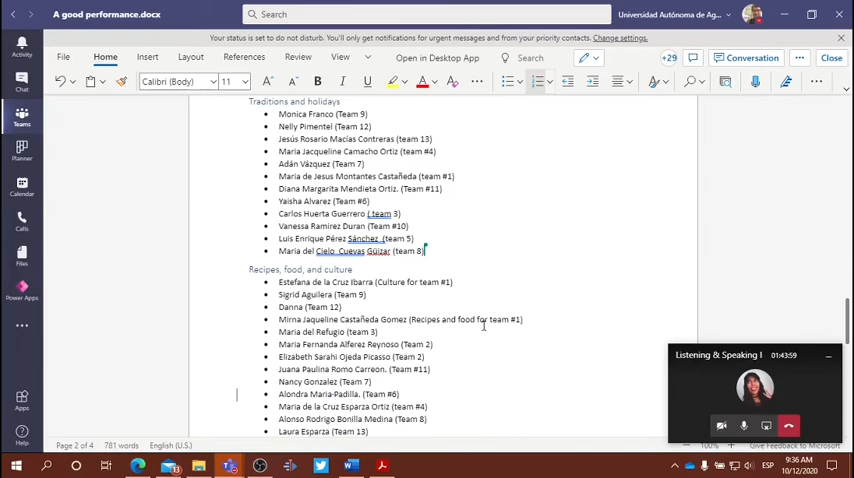 A good performance.docx
Search
Universidad Autónoma de Ag...
Your status is set to do not disturb. You'll only get notifications for urgent messages and from your priority contacts. Change settings.
File Home Insert Layout References Review View Open in Desktop App Search +29 Conversation Close
Calibri (Body) 11
Activity
Chat
Teams
Planner
Calendar
Calls
Files
Power Apps
Apps
Help
Traditions and holidays
Monica Franco (Team 9)
Nelly Pimentel (Team 12)
Jesús Rosario Macías Contreras (team 13)
Maria Jacqueline Camacho Ortiz (team #4)
Adán Vázquez (Team 7)
Maria de Jesus Montantes Castañeda (team #1)
Diana Margarita Mendieta Ortiz. (Team #11)
Yaisha Alvarez (Team #6)
Carlos Huerta Guerrero ( team 3)
Vanessa Ramirez Duran (Team #10)
Luis Enrique Pérez Sánchez (team 5)
Maria del Cielo Cuevas Güizar (team 8)
Recipes, food, and culture
Estefana de la Cruz Ibarra (Culture for team #1)
Sigrid Aguilera (Team 9)
Danna (Team 12)
Mirna Jaqueline Castañeda Gomez (Recipes and food for team #1)
Maria del Refugio (team 3)
Maria Fernanda Alferez Reynoso (Team 2)
Elizabeth Sarahi Ojeda Picasso (Team 2)
Juana Paulina Romo Carreon. (Team #11)
Nancy Gonzalez (Team 7)
Alondra Maria-Padilla. (Team #6)
Maria de la Cruz Esparza Ortiz (team #4)
Alonso Rodrigo Bonilla Medina (Team 8)
Laura Esparza (Team 13)
Listening & Speaking I 01:43:59
Page 2 of 4 781 words English (U.S.) 100% Give Feedback to Microsoft
13
ESP
9:36 AM
10/12/2020